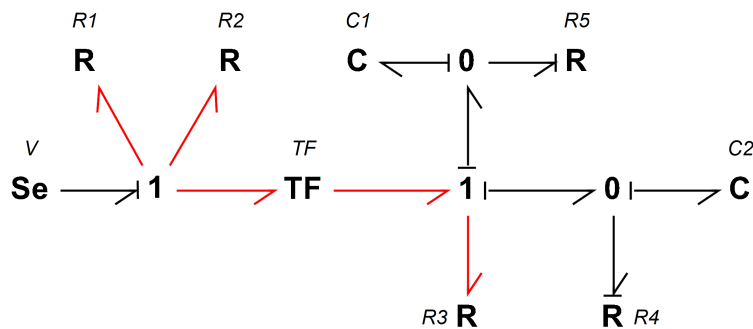 R1 R2 C1 R5
R R C 0 R
V TF C2
Se 1 TF 1 0 C
R3 R R R4